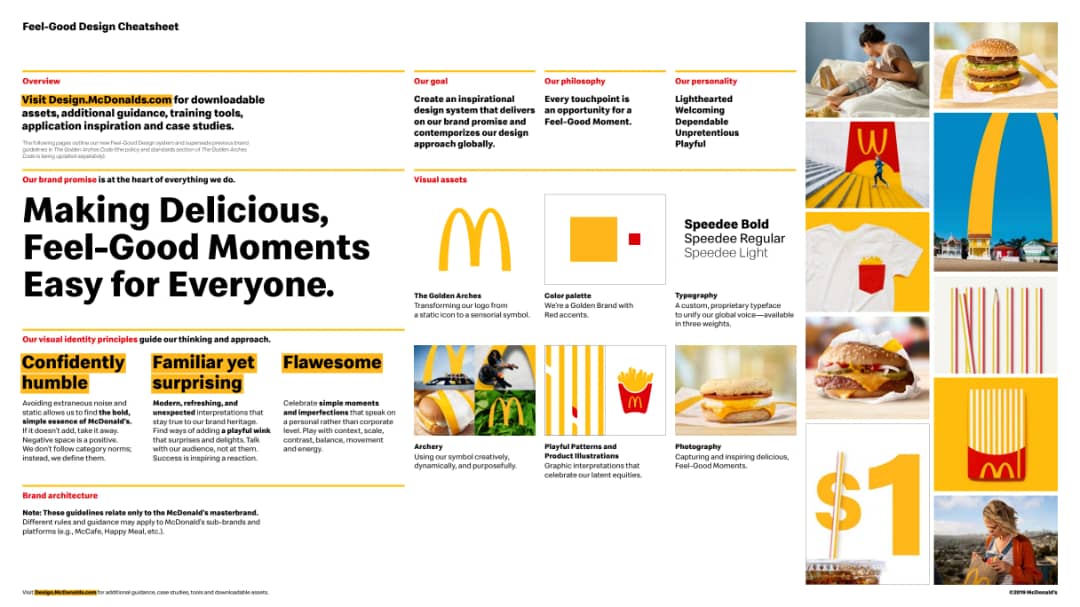 Feel-Good Design Cheatsheet
Overview
Visit Design.McDonalds.com for downloadable
assets, additional guidance, training tools,
application inspiration and case studies.
The following pages outline our new Feel-Good Design system and supersede previous brand
guidelines in The Golden Arches Code (the policy and standards section of The Golden Arches
Code is being updated separately).
Our goal
Create an inspirational
design system that delivers
on our brand promise and
contemporizes our design
approach globally.
Our philosophy
Every touchpoint is
an opportunity for a
Feel-Good Moment.
Our personality
Lighthearted
Welcoming
Dependable
Unpretentious
Playful
Our brand promise is at the heart of everything we do.
Making Delicious,
Feel-Good Moments
Easy for Everyone.
Visual assets
Speedee Bold
Speedee Regular
Speedee Light
The Golden Arches
Transforming our logo from
a static icon to a sensorial symbol.
Color palette
We're a Golden Brand with
Red accents.
Typography
A custom, proprietary typeface
to unify our global voice—available
in three weights.
Our visual identity principles guide our thinking and approach.
Confidently
humble
Avoiding extraneous noise and
static allows us to find the bold,
simple essence of McDonald's.
If it doesn't add, take it away.
Negative space is a positive.
We don't follow category norms;
instead, we define them.
Familiar yet
surprising
Modern, refreshing, and
unexpected interpretations that
stay true to our brand heritage.
Find ways of adding a playful wink
that surprises and delights. Talk
with our audience, not at them.
Success is inspiring a reaction.
Flawesome
Celebrate simple moments
and imperfections that speak on
a personal rather than corporate
level. Play with context, scale,
contrast, balance, movement
and energy.
Archery
Using our symbol creatively,
dynamically, and purposefully.
Playful Patterns and
Product Illustrations
Graphic interpretations that
celebrate our latent equities.
Photography
Capturing and inspiring delicious,
Feel-Good Moments.
Brand architecture
Note: These guidelines relate only to the McDonald's masterbrand.
Different rules and guidance may apply to McDonald's sub-brands and
platforms (e.g., McCafe, Happy Meal, etc.).
$1
Visit Design.McDonalds.com for additional guidance, case studies, tools and downloadable assets.
©2019 McDonald's